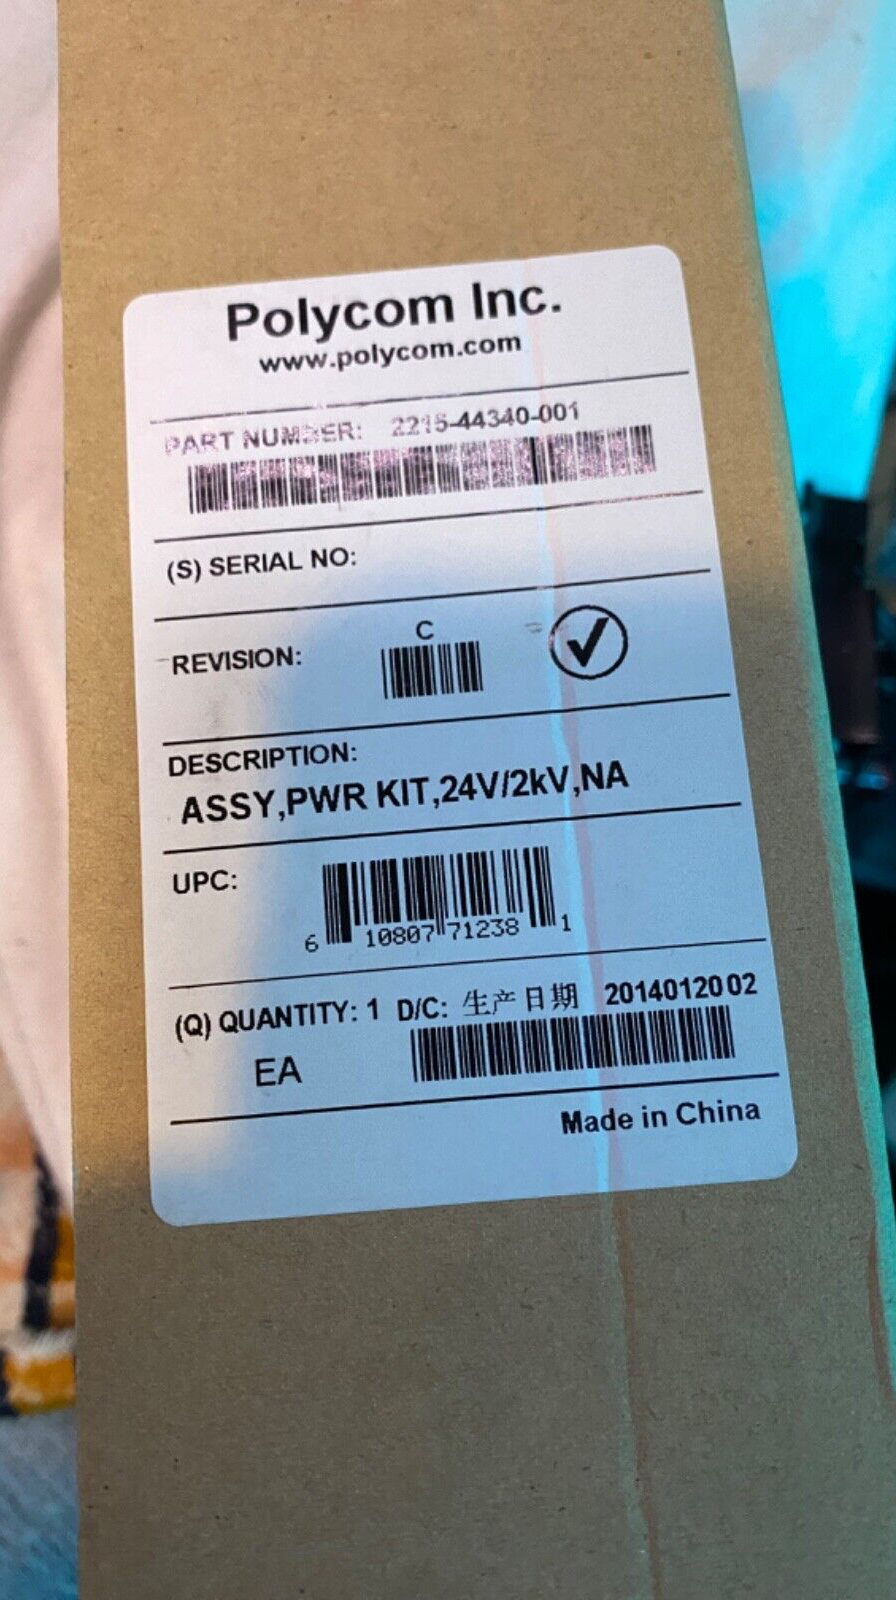 Polycom Inc.
www.polycom.com
PART NUMBER: 2215-44340-001
(S) SERIAL NO:
C
REVISION:
DESCRIPTION:
ASSY,PWR KIT,24V/2kV,NA
UPC:
6 10807 71238 1
(Q) QUANTITY: 1 D/C: 生产日期 2014012002
EA
Made in China